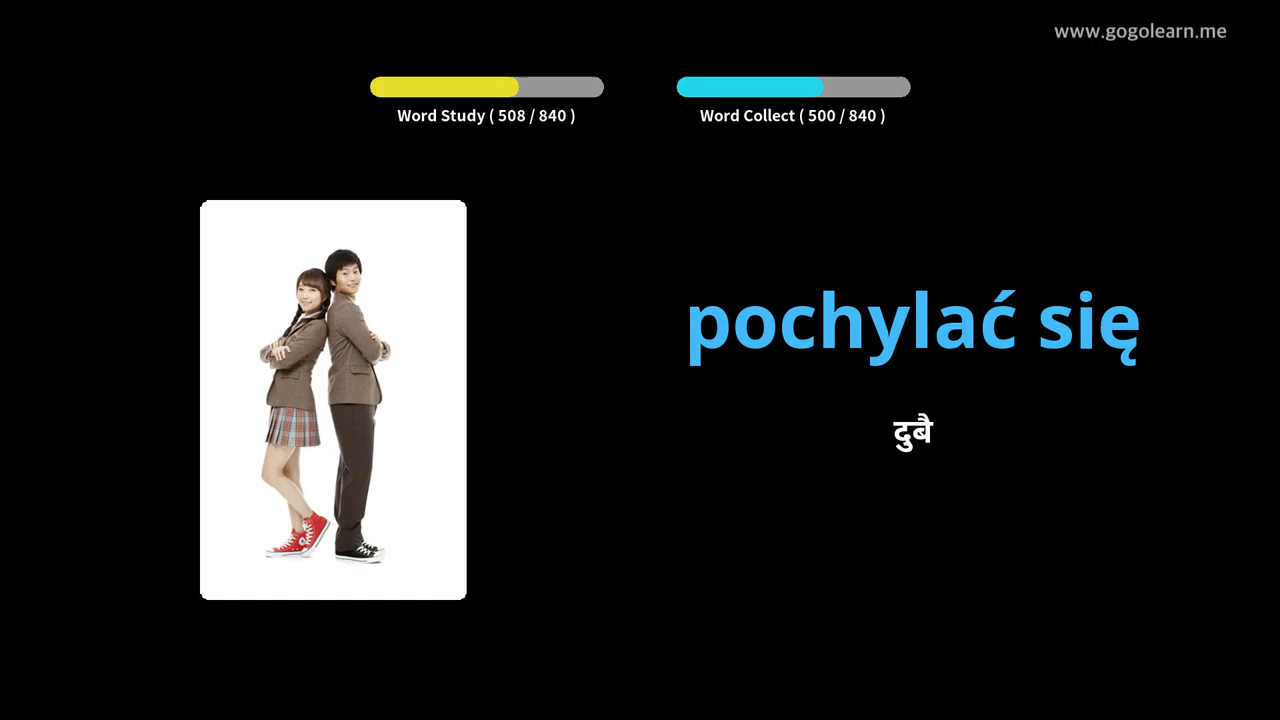 www.gogolearn.me
Word Study ( 508 / 840 )
Word Collect ( 500 / 840 )
pochylać się
दुबै